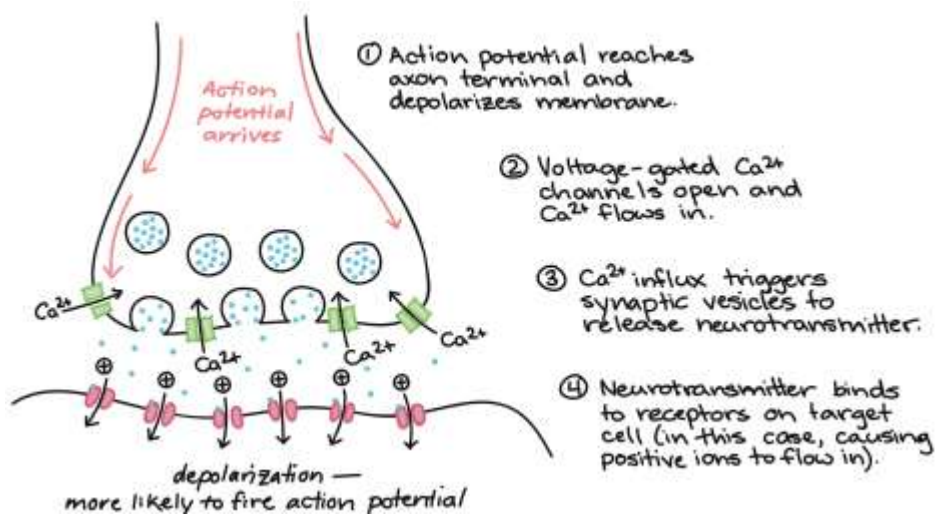 Action
potential
arrives
① Action potential reaches
axon terminal and
depolarizes membrane.
② Voltage-gated Ca²⁺
channels open and
Ca²⁺ flows in.
③ Ca²⁺ influx triggers
synaptic vesicles to
release neurotransmitter.
④ Neurotransmitter binds
to receptors on target
cell (in this case, causing
positive ions to flow in).
Ca²⁺
Ca²⁺
Ca²⁺
Ca²⁺
⊕ ⊕ ⊕ ⊕ ⊕ ⊕
depolarization —
more likely to fire action potential